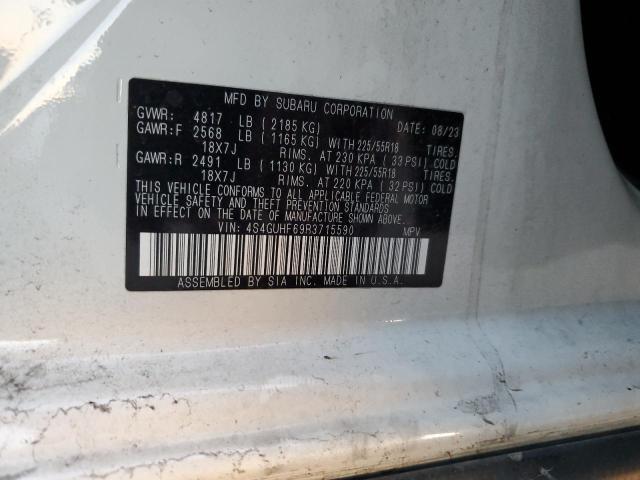 MFD BY SUBARU CORPORATION
GVWR: 4817 LB (2185 KG) DATE: 08/23
GAWR:F 2568 LB (1165 KG) WITH 225/55R18 TIRES,
18X7J RIMS, AT 230 KPA (33 PSI) COLD
GAWR:R 2491 LB (1130 KG) WITH 225/55R18 TIRES,
18X7J RIMS, AT 220 KPA (32 PSI) COLD
THIS VEHICLE CONFORMS TO ALL APPLICABLE FEDERAL MOTOR
VEHICLE SAFETY AND THEFT PREVENTION STANDARDS IN
EFFECT ON THE DATE OF MANUFACTURE SHOWN ABOVE.
VIN: 4S4GUHF69R3715590 MPV
ASSEMBLED BY SIA INC. MADE IN U.S.A.